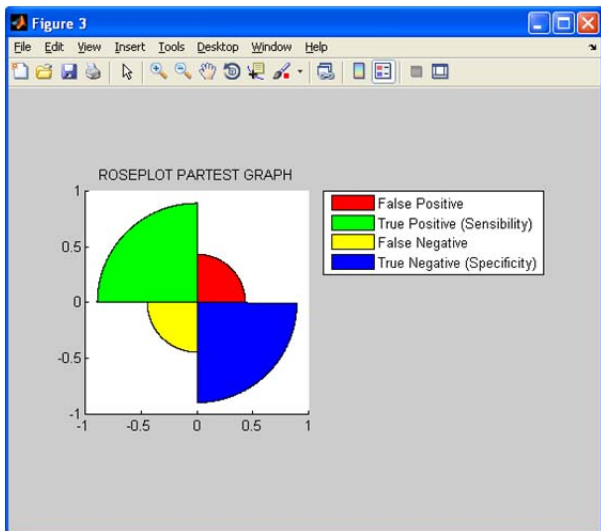 Figure 3
File Edit View Insert Tools Desktop Window Help
ROSEPLOT PARTEST GRAPH
1
0.5
0
-0.5
-1
-1 -0.5 0 0.5 1
False Positive
True Positive (Sensibility)
False Negative
True Negative (Specificity)